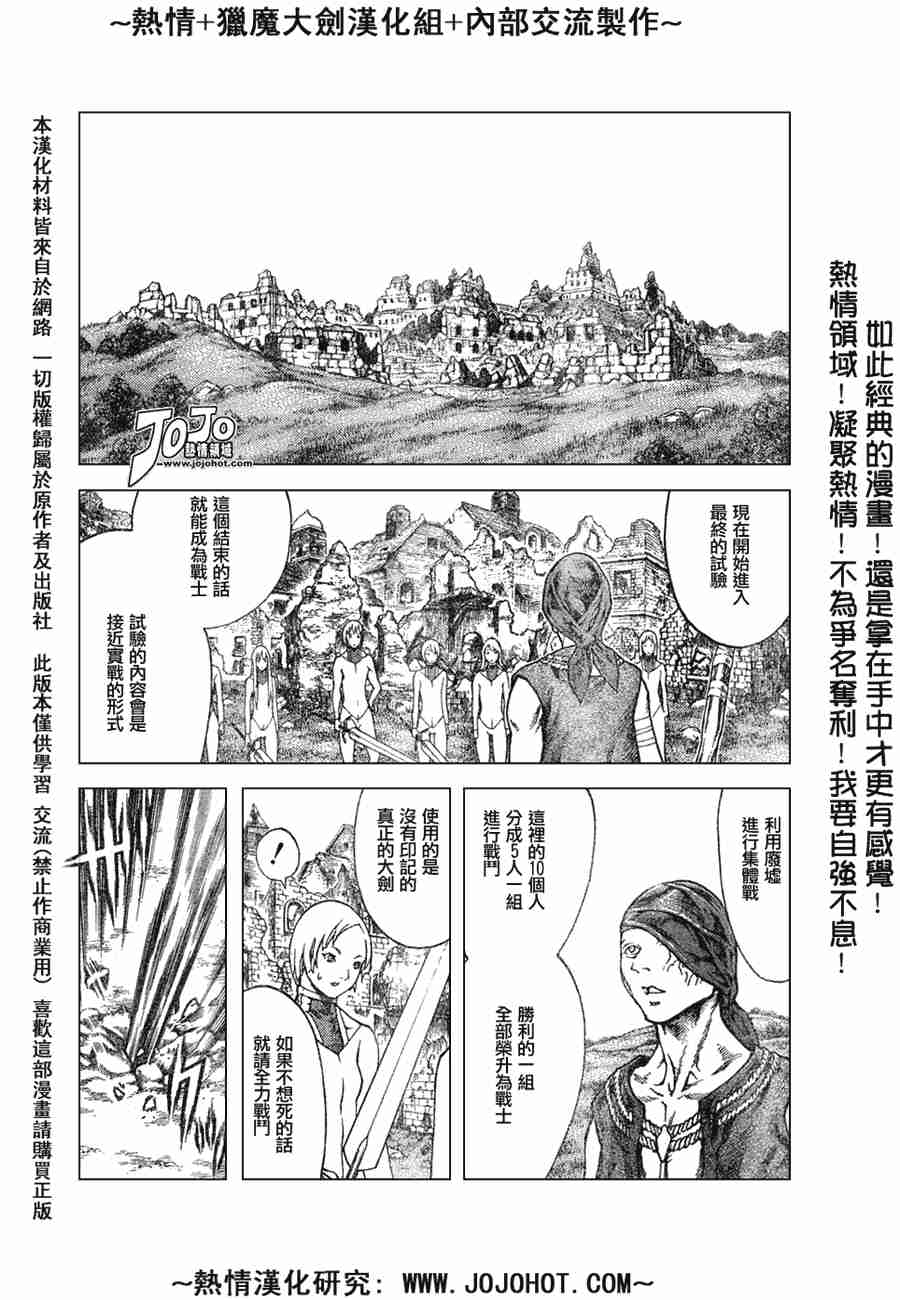 ~熱情+獵魔大劍漢化組+內部交流製作~
如此經典的漫畫！還是拿在手中才更有感覺！
熱情領域！凝聚熱情！不為爭名奪利！我要自強不息！
JOJO
熱情領域
www.jojohot.com
現在開始進入
最終的試驗
這個結束的話
就能成為戰士
試驗的內容會是
接近實戰的形式
利用廢墟
進行集體戰
這裡的10個人
分成5人一組
進行戰鬥
勝利的一組
全部榮升為戰士
使用的是
沒有印記的
真正的大劍
！
如果不想死的話
就請全力戰鬥
本漢化材料皆來自於網路 一切版權歸屬於原作者及出版社 此版本僅供學習 交流（禁止作商業用）喜歡這部漫畫請購買正版
~熱情漢化研究: WWW.JOJOHOT.COM~